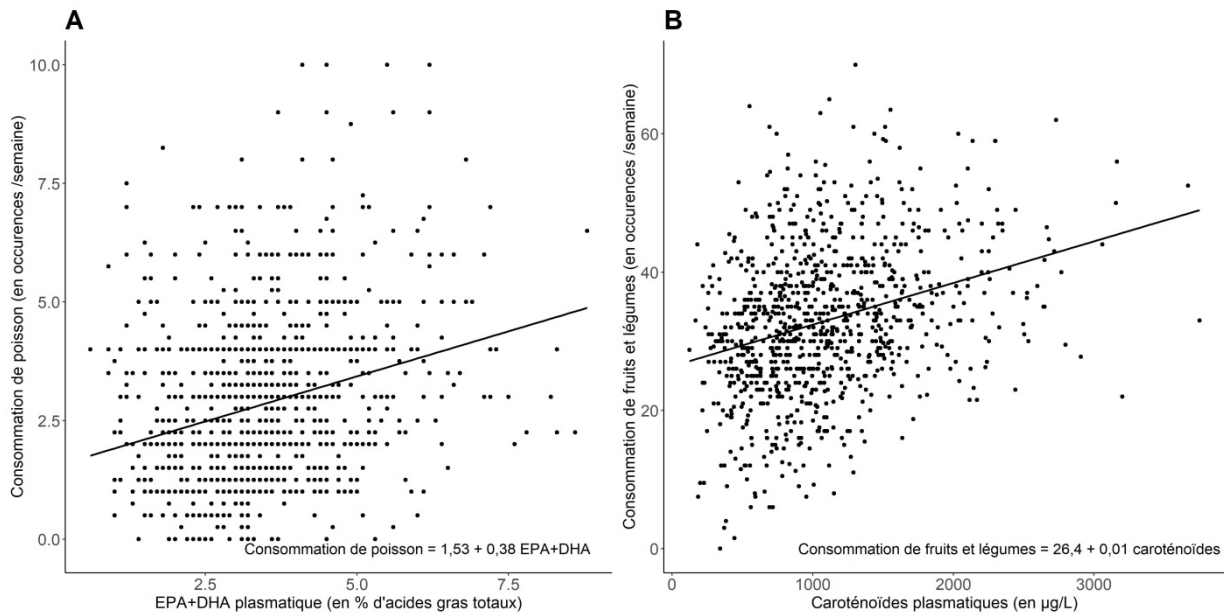 A
Consommation de poisson (en occurences /semaine)
10.0
7.5
5.0
2.5
0.0
Consommation de poisson = 1,53 + 0,38 EPA+DHA
2.5
5.0
7.5
EPA+DHA plasmatique (en % d'acides gras totaux)
B
Consommation de fruits et légumes (en occurences /semaine)
60
40
20
0
Consommation de fruits et légumes = 26,4 + 0,01 caroténoïdes
0
1000
2000
3000
Caroténoïdes plasmatiques (en µg/L)